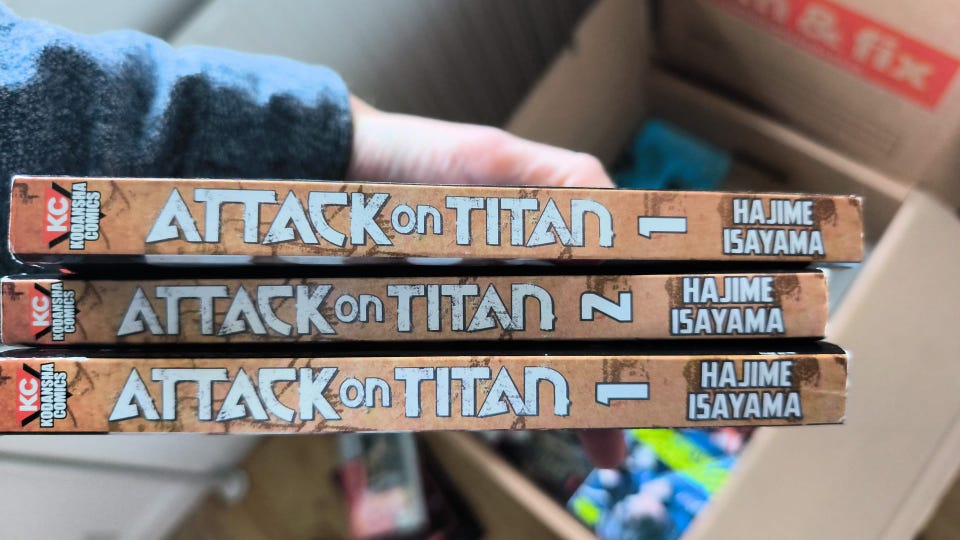 m & fix
KC
KODANSHA
COMICS
ATTACK on TITAN 1
HAJIME
ISAYAMA
KC
KODANSHA
COMICS
ATTACK on TITAN 2
HAJIME
ISAYAMA
KC
KODANSHA
COMICS
ATTACK on TITAN 1
HAJIME
ISAYAMA